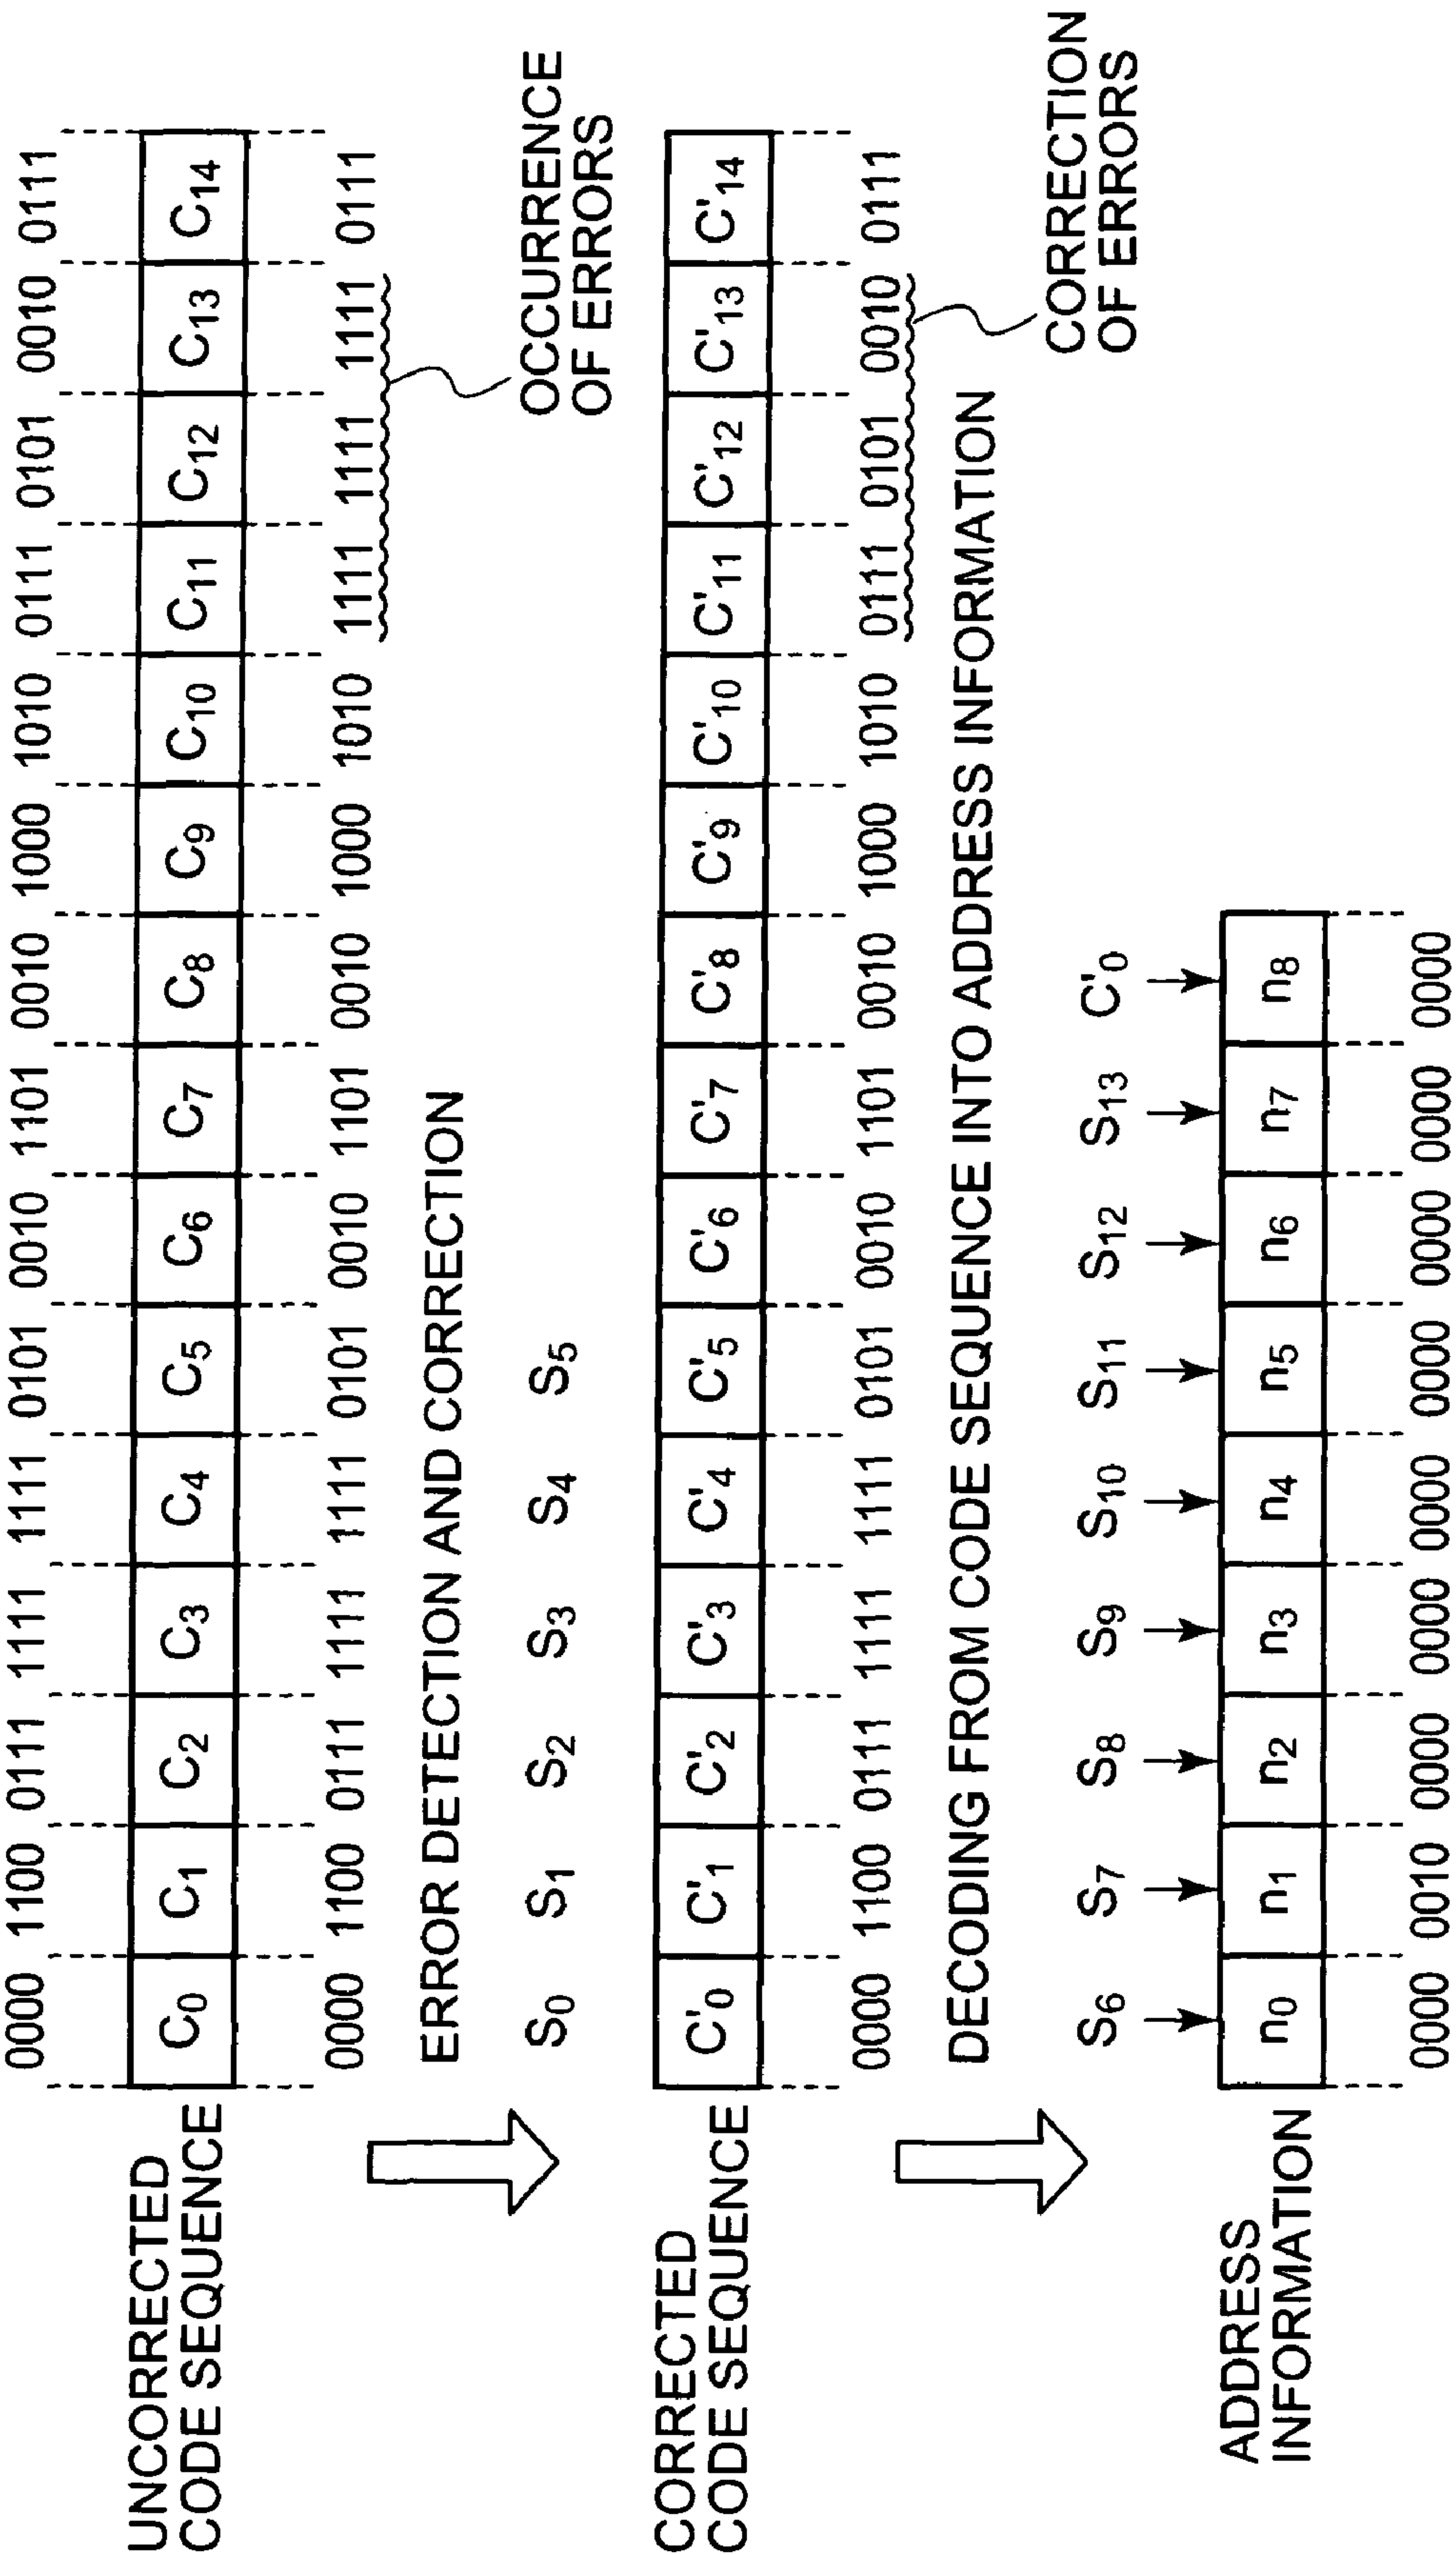 0000 1100 0111 1111 1111 0101 0010 1101 0010 1000 1010 0111 0101 0010 0111
UNCORRECTED
CODE SEQUENCE
C0 C1 C2 C3 C4 C5 C6 C7 C8 C9 C10 C11 C12 C13 C14
0000 1100 0111 1111 1111 0101 0010 1101 0010 1000 1010 1111 1111 1111 0111
ERROR DETECTION AND CORRECTION
OCCURRENCE
OF ERRORS
S0 S1 S2 S3 S4 S5
CORRECTED
CODE SEQUENCE
C'0 C'1 C'2 C'3 C'4 C'5 C'6 C'7 C'8 C'9 C'10 C'11 C'12 C'13 C'14
0000 1100 0111 1111 1111 0101 0010 1101 0010 1000 1010 0111 0101 0010 0111
DECODING FROM CODE SEQUENCE INTO ADDRESS INFORMATION
CORRECTION
OF ERRORS
S6 S7 S8 S9 S10 S11 S12 S13 C'0
ADDRESS
INFORMATION
n0 n1 n2 n3 n4 n5 n6 n7 n8
0000 0010 0000 0000 0000 0000 0000 0000 0000